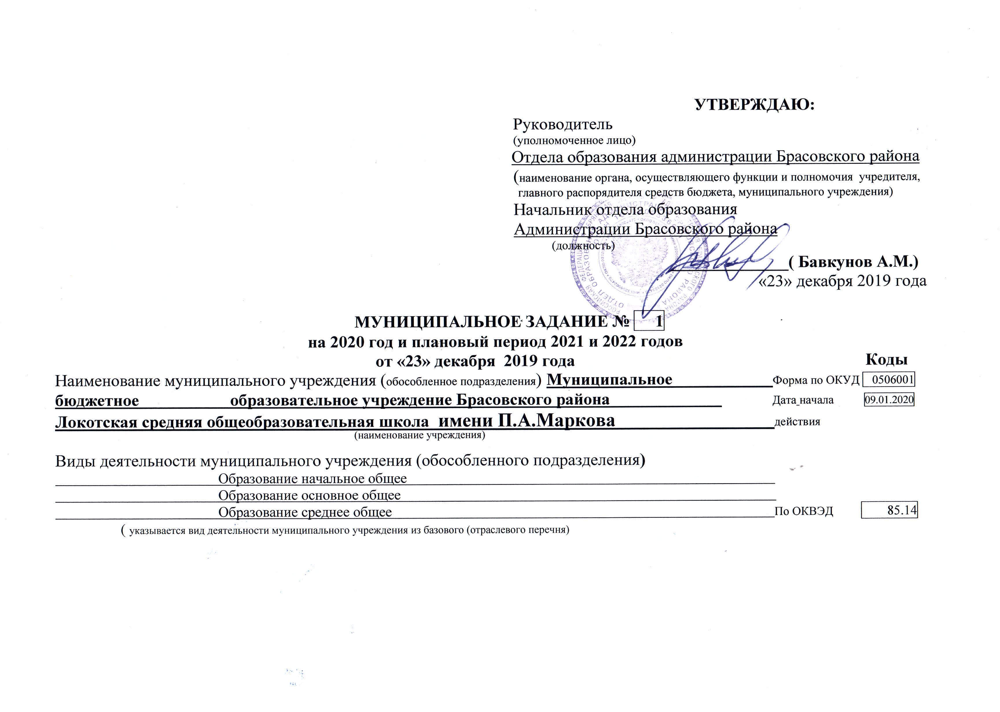 УТВЕРЖДАЮ:
Руководитель
(уполномоченное лицо)
Отдела образования администрации Брасовского района
(наименование органа, осуществляющего функции и полномочия учредителя,
главного распорядителя средств бюджета, муниципального учреждения)
Начальник отдела образования
Администрации Брасовского района
(должность)
( Бавкунов А.М.)
«23» декабря 2019 года
МУНИЦИПАЛЬНОЕ ЗАДАНИЕ № 1
на 2020 год и плановый период 2021 и 2022 годов
от «23» декабря 2019 года Коды
Наименование муниципального учреждения (обособленное подразделения) Муниципальное Форма по ОКУД 0506001
бюджетное образовательное учреждение Брасовского района Дата начала 09.01.2020
Локотская средняя общеобразовательная школа имени П.А.Маркова действия
(наименование учреждения)
Виды деятельности муниципального учреждения (обособленного подразделения)
Образование начальное общее
Образование основное общее
Образование среднее общее По ОКВЭД 85.14
( указывается вид деятельности муниципального учреждения из базового (отраслевого перечня)